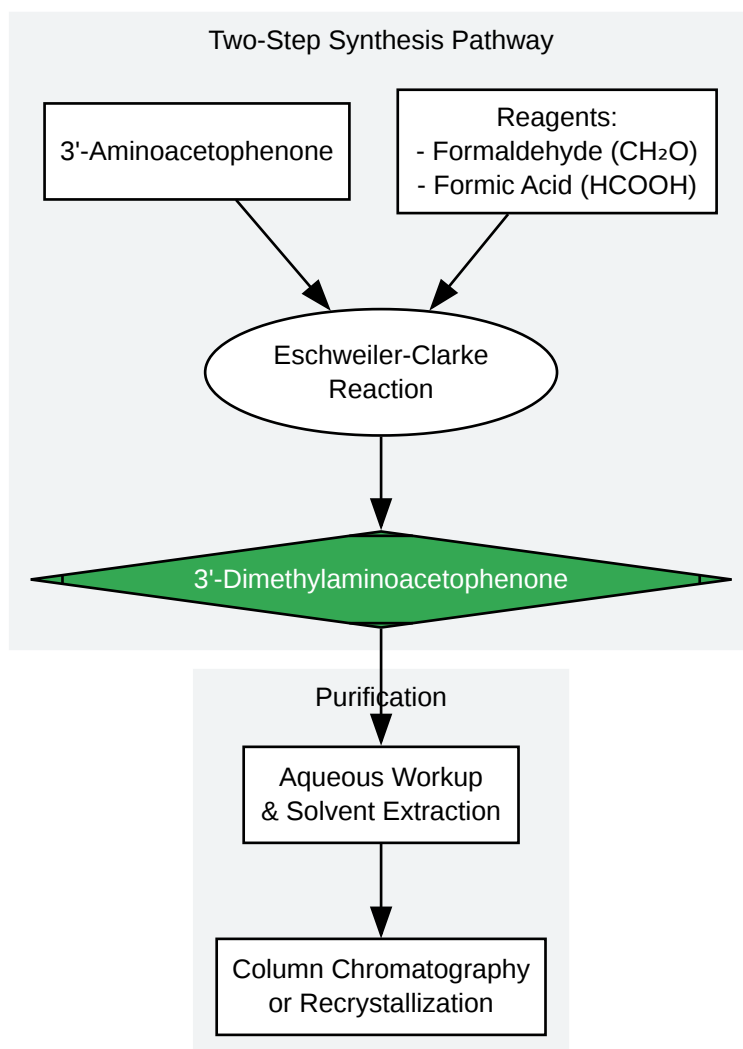 Two-Step Synthesis Pathway
3'-Aminoacetophenone
Reagents:
- Formaldehyde (CH₂O)
- Formic Acid (HCOOH)
Eschweiler-Clarke
Reaction
3'-Dimethylaminoacetophenone
Purification
Aqueous Workup
& Solvent Extraction
Column Chromatography
or Recrystallization